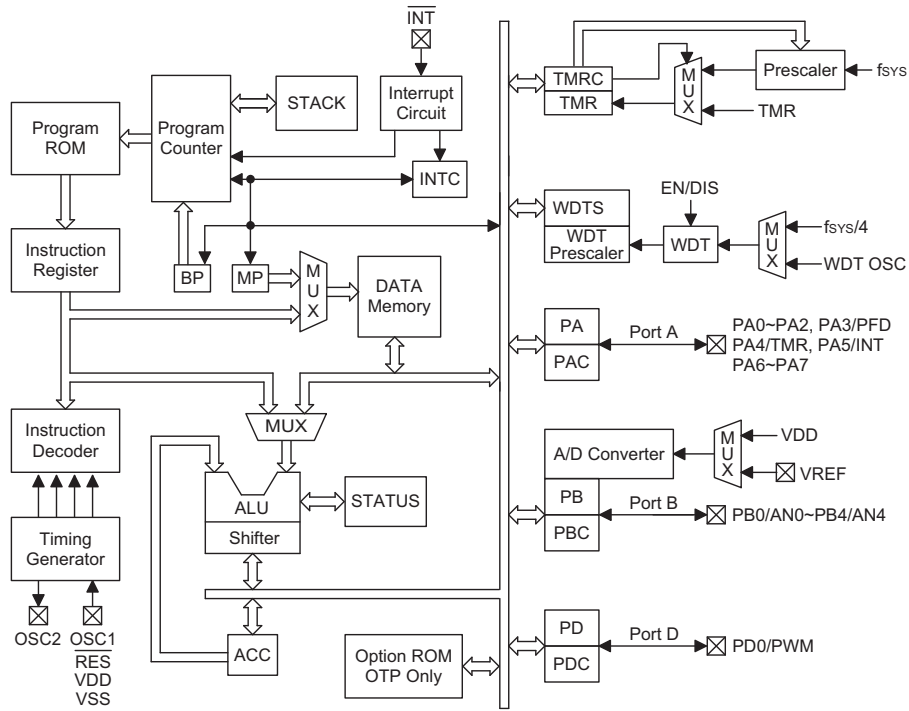 INT
STACK
Interrupt
Circuit
Program
ROM
Program
Counter
INTC
Instruction
Register
BP
MP
MUX
DATA
Memory
MUX
Instruction
Decoder
ALU
Shifter
STATUS
Timing
Generator
OSC2
OSC1
RES
VDD
VSS
ACC
Option ROM
OTP Only
TMRC
TMR
MUX
Prescaler
fSYS
TMR
EN/DIS
WDTS
WDT
Prescaler
WDT
MUX
fSYS/4
WDT OSC
PA
PAC
Port A
PA0~PA2, PA3/PFD
PA4/TMR, PA5/INT
PA6~PA7
A/D Converter
MUX
VDD
VREF
PB
PBC
Port B
PB0/AN0~PB4/AN4
PD
PDC
Port D
PD0/PWM